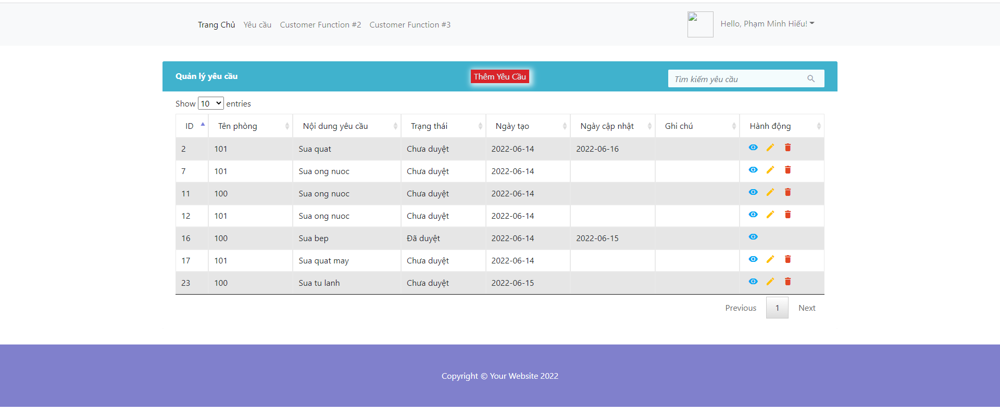 Trang Chủ Yêu cầu Customer Function #2 Customer Function #3 Hello, Phạm Minh Hiếu!
Quản lý yêu cầu Thêm Yêu Cầu Tìm kiếm yêu cầu
Show 10 entries
ID Tên phòng Nội dung yêu cầu Trạng thái Ngày tạo Ngày cập nhật Ghi chú Hành động
2 101 Sua quat Chưa duyệt 2022-06-14 2022-06-16
7 101 Sua ong nuoc Chưa duyệt 2022-06-14
11 100 Sua ong nuoc Chưa duyệt 2022-06-14
12 101 Sua ong nuoc Chưa duyệt 2022-06-14
16 100 Sua bep Đã duyệt 2022-06-14 2022-06-15
17 101 Sua quat may Chưa duyệt 2022-06-14
23 100 Sua tu lanh Chưa duyệt 2022-06-15
Previous 1 Next
Copyright © Your Website 2022